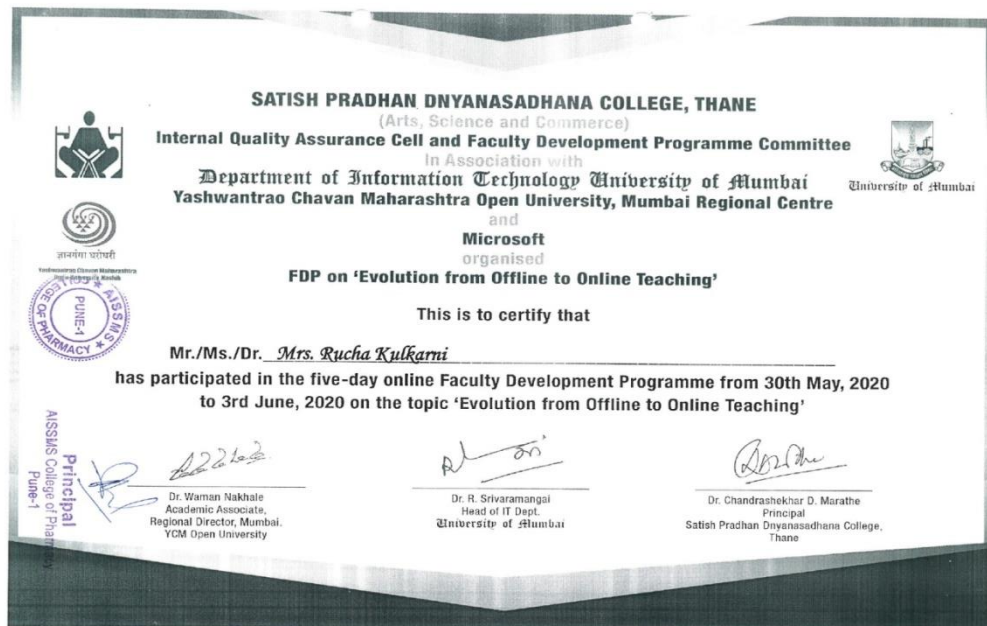 SATISH PRADHAN DNYANASADHANA COLLEGE, THANE
(Arts, Science and Commerce)
Internal Quality Assurance Cell and Faculty Development Programme Committee
In Association with
Department of Information Technology University of Mumbai
Yashwantrao Chavan Maharashtra Open University, Mumbai Regional Centre
and
Microsoft
organised
FDP on ‘Evolution from Offline to Online Teaching’
University of Mumbai
ज्ञानगंगा घरोघरी
Yashwantrao Chavan Maharashtra
AISSMS COLLEGE OF PHARMACY
PUNE-1
This is to certify that
Mr./Ms./Dr. Mrs. Rucha Kulkarni
has participated in the five-day online Faculty Development Programme from 30th May, 2020
to 3rd June, 2020 on the topic ‘Evolution from Offline to Online Teaching’
Principal
AISSMS College of Pharmacy
Pune-1
Dr. Waman Nakhale
Academic Associate,
Regional Director, Mumbai.
YCM Open University
Dr. R. Srivaramangai
Head of IT Dept.
University of Mumbai
Dr. Chandrashekhar D. Marathe
Principal
Satish Pradhan Dnyanasadhana College,
Thane